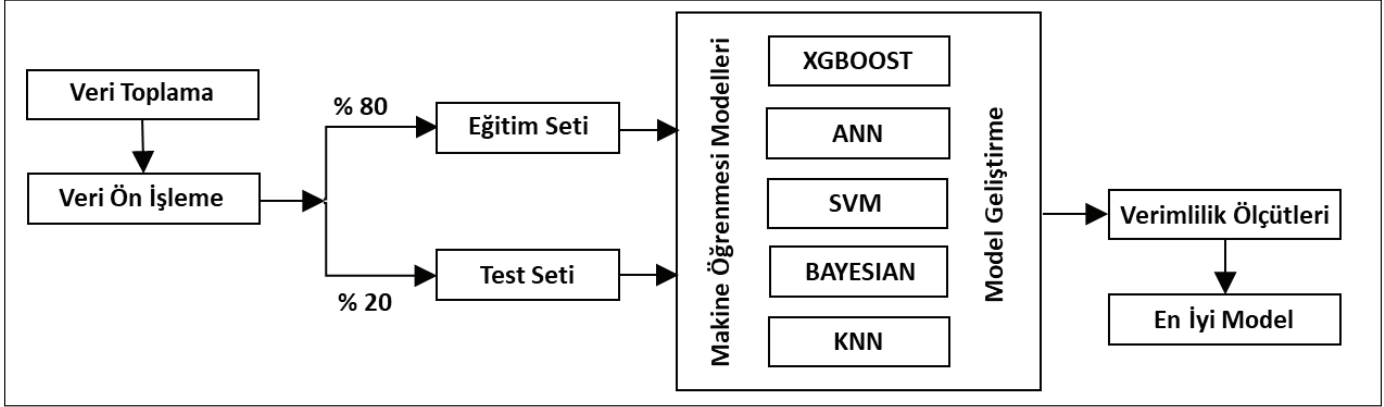 Veri Toplama
Veri Ön İşleme
% 80
% 20
Eğitim Seti
Test Seti
Makine Öğrenmesi Modelleri
XGBOOST
ANN
SVM
BAYESIAN
KNN
Model Geliştirme
Verimlilik Ölçütleri
En İyi Model